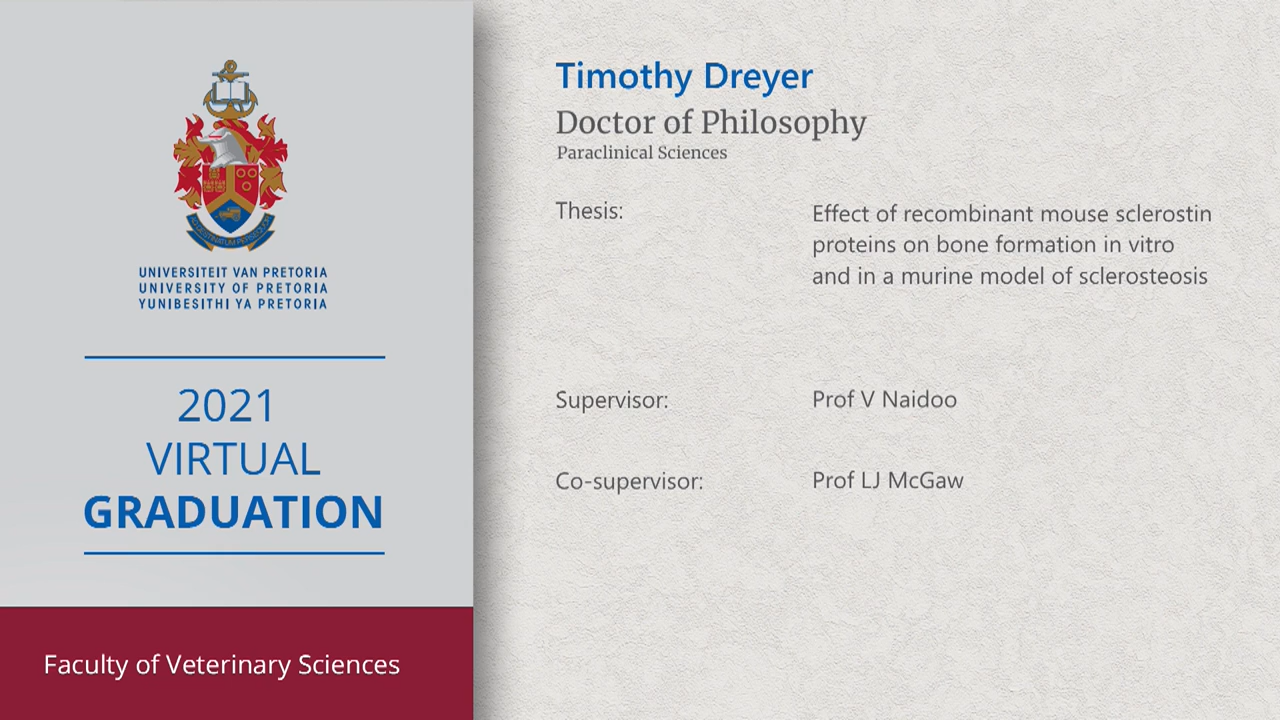 UNIVERSITEIT VAN PRETORIA
UNIVERSITY OF PRETORIA
YUNIBESITHI YA PRETORIA
2021
VIRTUAL
GRADUATION
Faculty of Veterinary Sciences
Timothy Dreyer
Doctor of Philosophy
Paraclinical Sciences
Thesis:
Effect of recombinant mouse sclerostin
proteins on bone formation in vitro
and in a murine model of sclerosteosis
Supervisor:
Prof V Naidoo
Co-supervisor:
Prof LJ McGaw